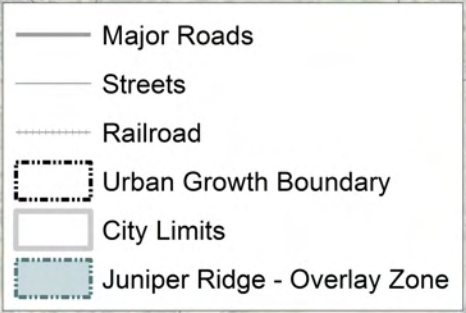 Major Roads
Streets
Railroad
Urban Growth Boundary
City Limits
Juniper Ridge - Overlay Zone